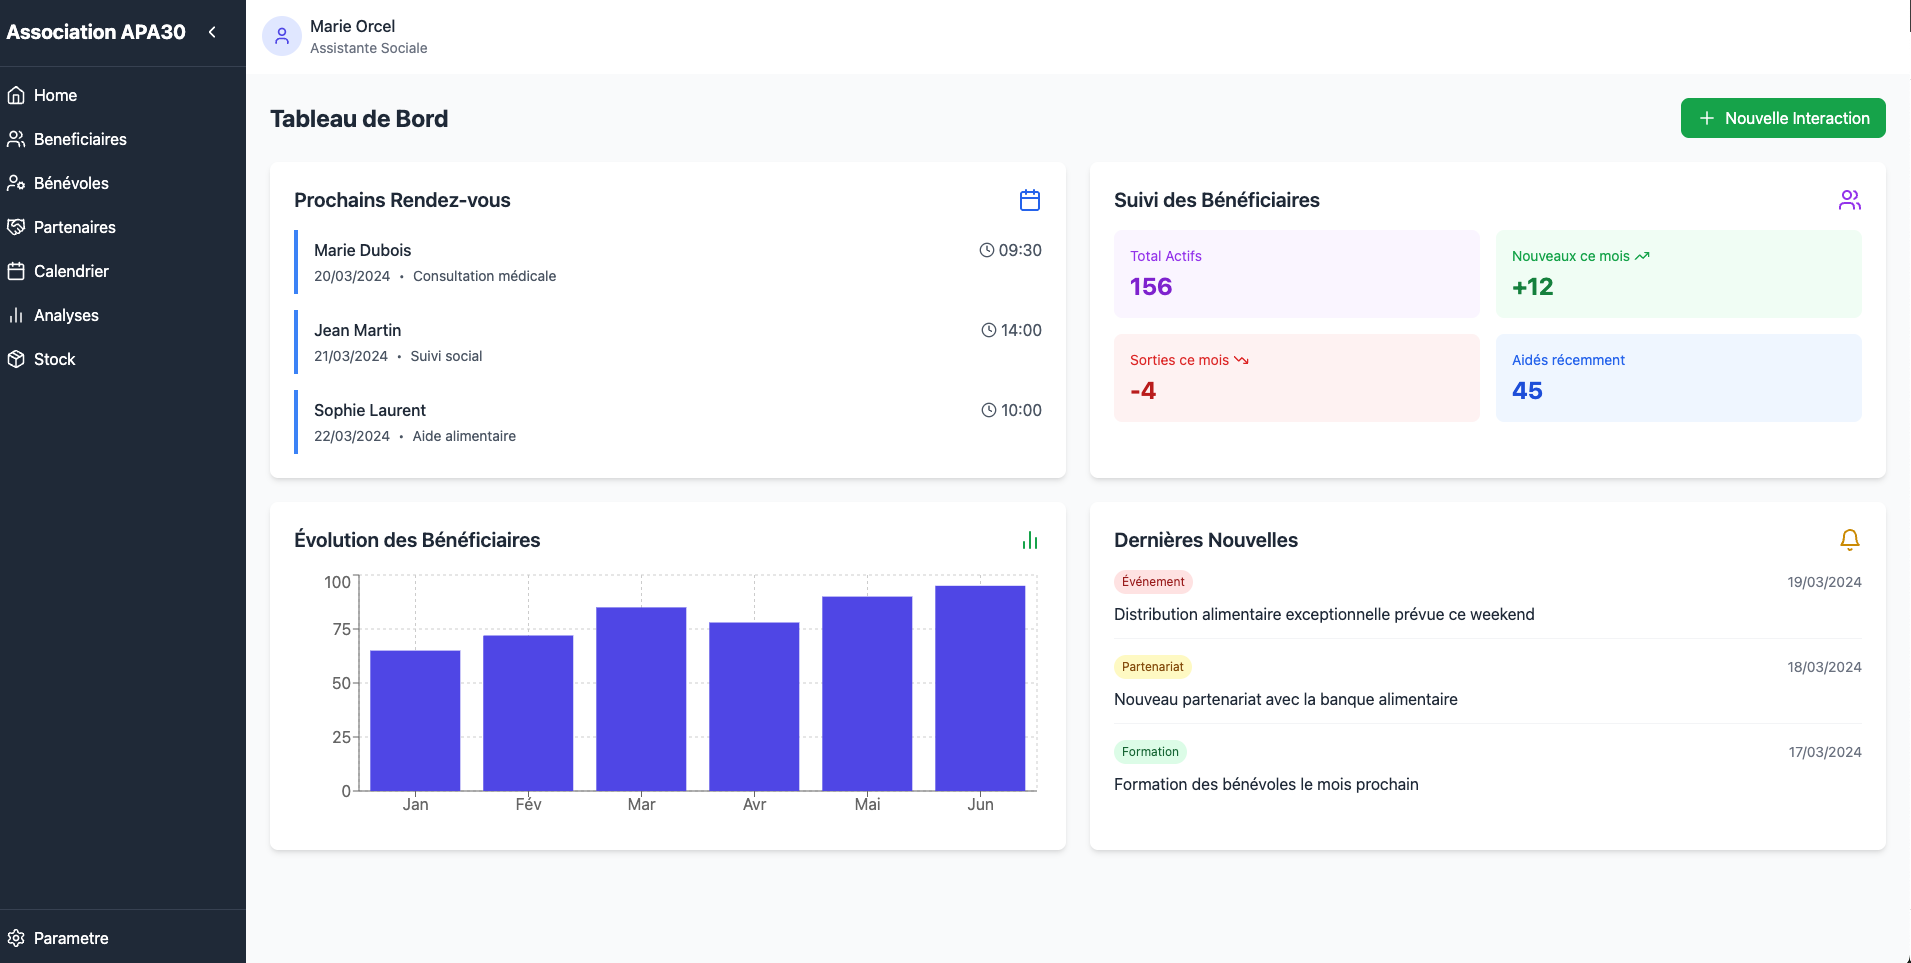 Association APA30
Home
Beneficiaires
Bénévoles
Partenaires
Calendrier
Analyses
Stock
Parametre
Marie Orcel
Assistante Sociale
Tableau de Bord
Nouvelle Interaction
Prochains Rendez-vous
Marie Dubois
09:30
20/03/2024 • Consultation médicale
Jean Martin
14:00
21/03/2024 • Suivi social
Sophie Laurent
10:00
22/03/2024 • Aide alimentaire
Suivi des Bénéficiaires
Total Actifs
156
Nouveaux ce mois
+12
Sorties ce mois
-4
Aidés récemment
45
Évolution des Bénéficiaires
100
75
50
25
0
Jan Fév Mar Avr Mai Jun
Dernières Nouvelles
Événement
19/03/2024
Distribution alimentaire exceptionnelle prévue ce weekend
Partenariat
18/03/2024
Nouveau partenariat avec la banque alimentaire
Formation
17/03/2024
Formation des bénévoles le mois prochain